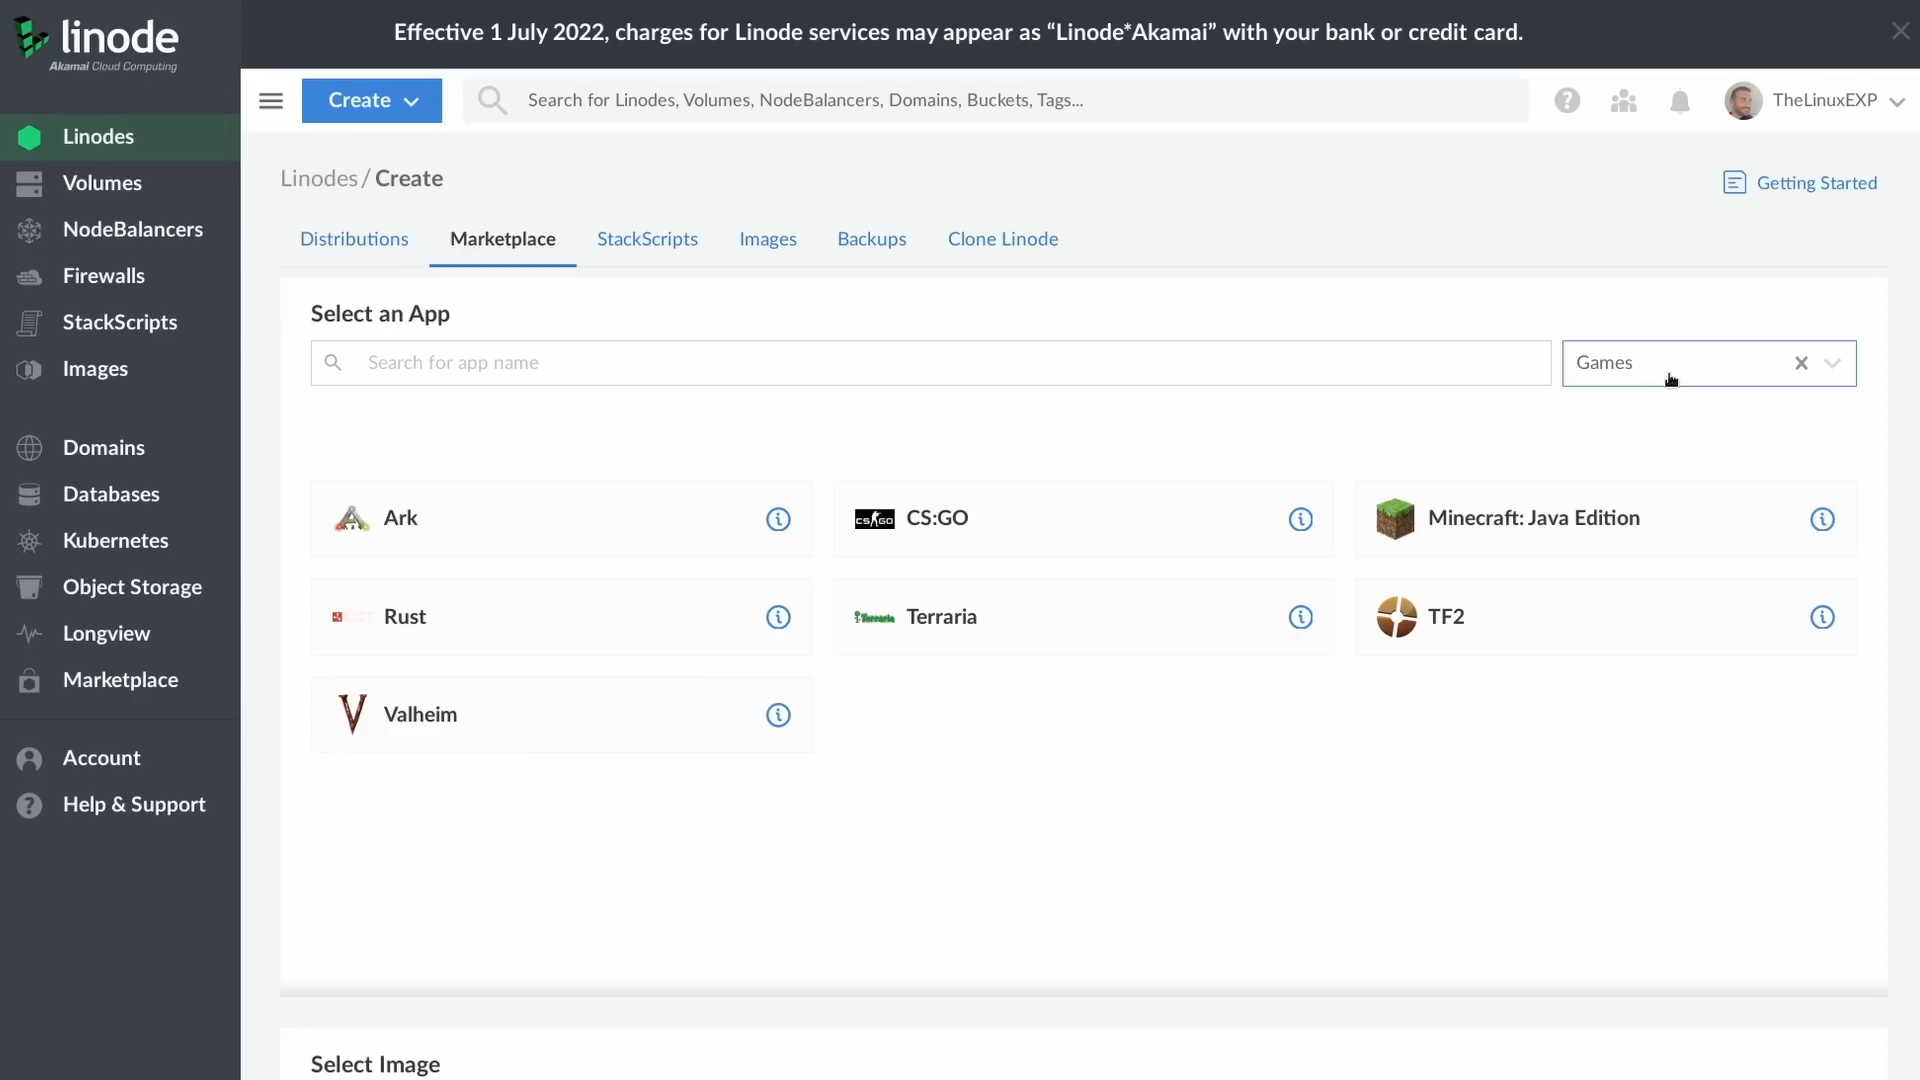 linode
Akamai Cloud Computing
Effective 1 July 2022, charges for Linode services may appear as “Linode*Akamai” with your bank or credit card.
Create
Search for Linodes, Volumes, NodeBalancers, Domains, Buckets, Tags...
TheLinuxEXP
Linodes
Volumes
NodeBalancers
Firewalls
StackScripts
Images
Domains
Databases
Kubernetes
Object Storage
Longview
Marketplace
Account
Help & Support
Linodes / Create
Getting Started
Distributions
Marketplace
StackScripts
Images
Backups
Clone Linode
Select an App
Search for app name
Games
Ark
CS:GO
CS:GO
Minecraft: Java Edition
Rust
Terraria
Terraria
TF2
Valheim
Select Image